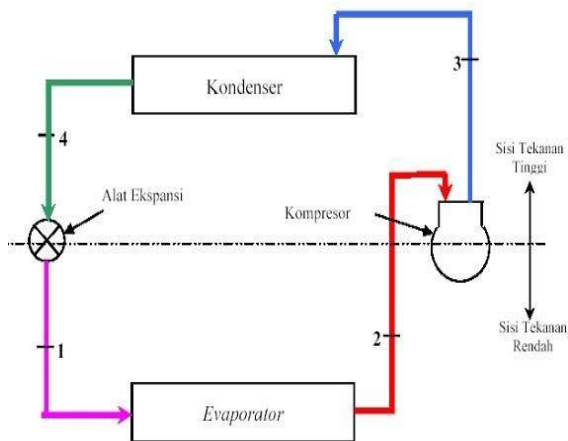 Kondenser
3
4
Sisi Tekanan
Tinggi
Alat Ekspansi
Kompresor
1
2
Sisi Tekanan
Rendah
Evaporator